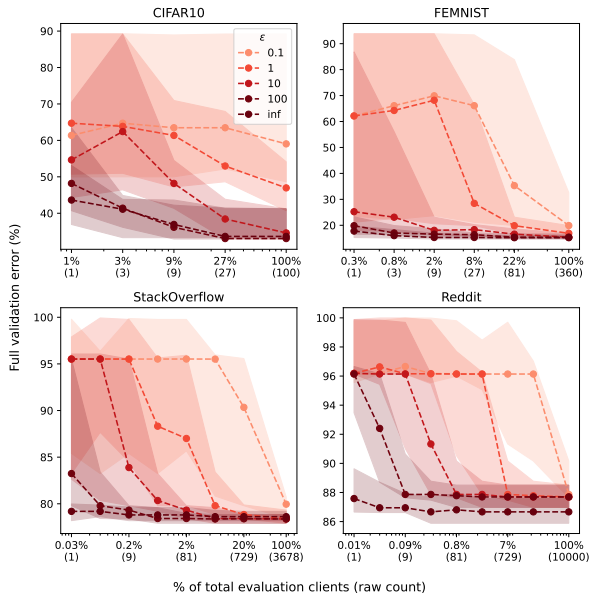 CIFAR10
FEMNIST
90
80
70
60
50
40
ε
0.1
1
10
100
inf
1% 3% 9% 27% 100%
(1) (3) (9) (27) (100)
90
80
70
60
50
40
30
20
0.3% 0.8% 2% 8% 22% 100%
(1) (3) (9) (27) (81) (360)
Full validation error (%)
StackOverflow
Reddit
100
95
90
85
80
0.03% 0.2% 2% 20% 100%
(1) (9) (81) (729) (3678)
100
98
96
94
92
90
88
86
0.01% 0.09% 0.8% 7% 100%
(1) (9) (81) (729) (10000)
% of total evaluation clients (raw count)